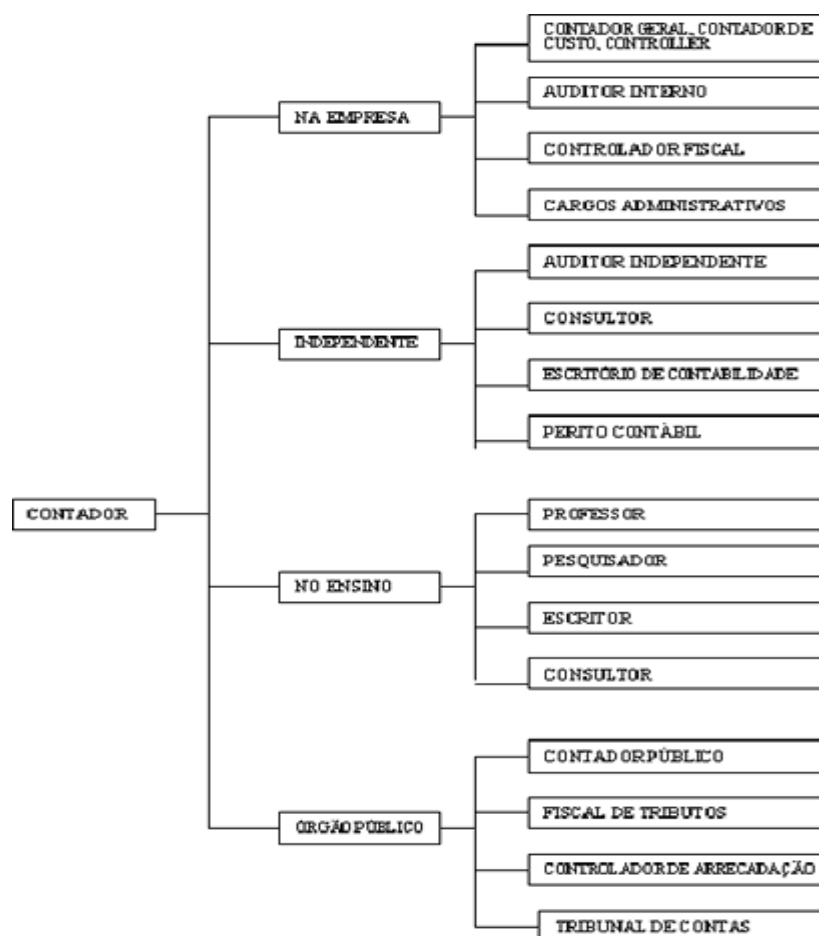 CONTADOR GERAL, CONTADOR DE
CUSTO, CONTROLLER
AUDITOR INTERNO
NA EMPRESA
CONTROLADOR FISCAL
CARGOS ADMINISTRATIVOS
AUDITOR INDEPENDENTE
CONSULTOR
INDEPENDENTE
ESCRITÓRIO DE CONTABILIDADE
PERITO CONTÀBIL
CONTADOR
PROFESSOR
PESQUISADOR
NO ENSINO
ESCRITOR
CONSULTOR
CONTADOR PÚBLICO
FISCAL DE TRIBUTOS
ÓRGÃO PÚBLICO
CONTROLADOR DE ARRECADAÇÃO
TRIBUNAL DE CONTAS